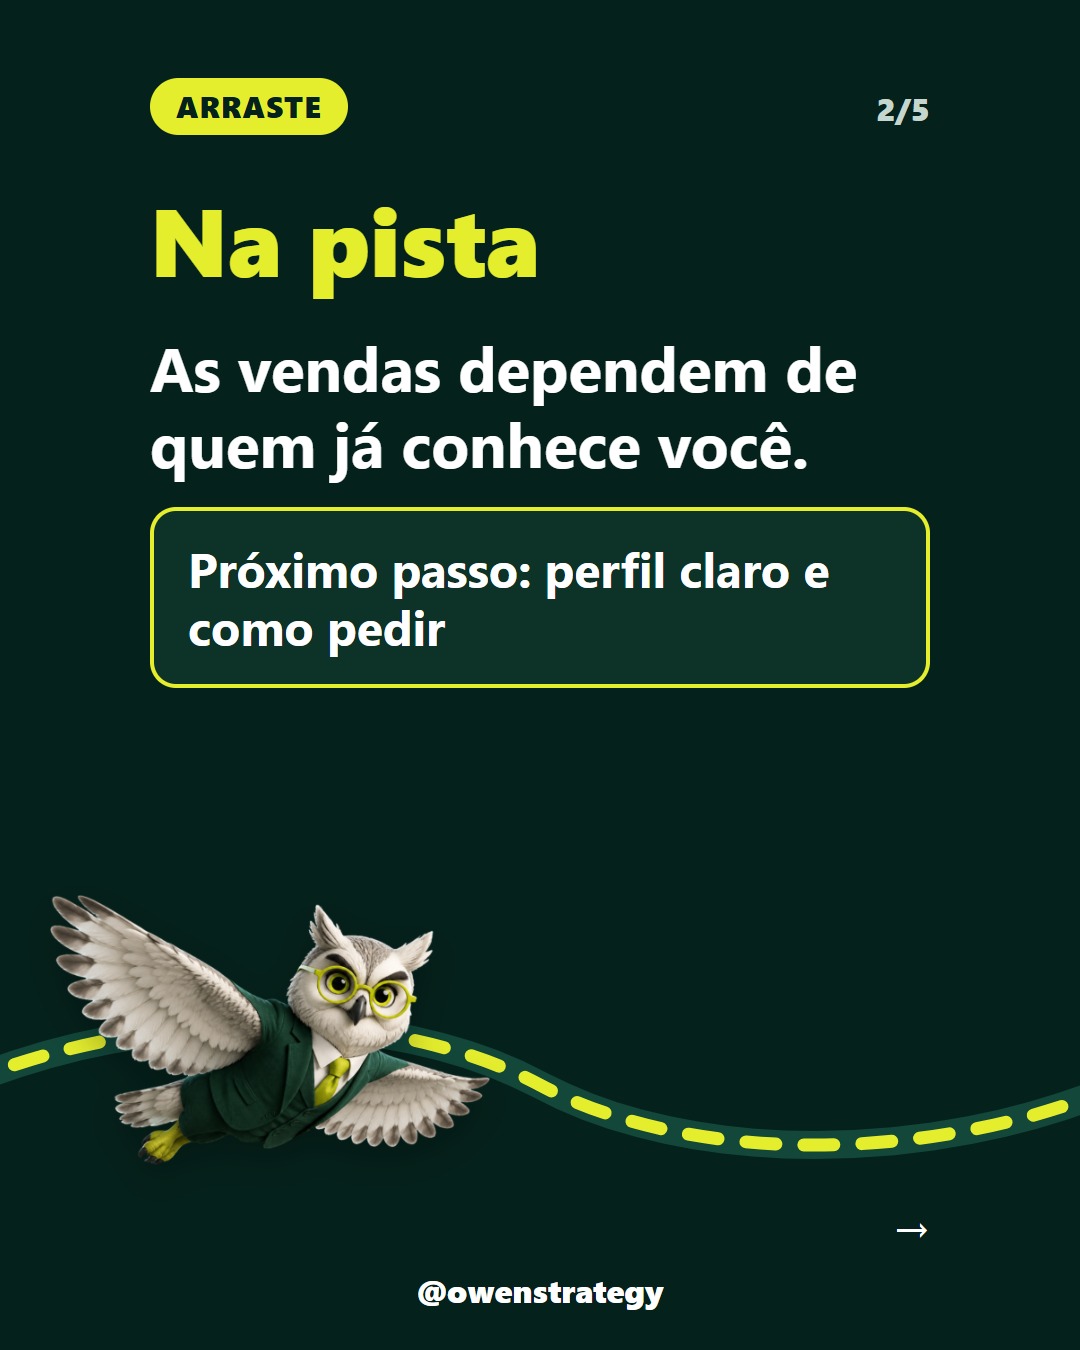 ARRASTE
2/5
Na pista
As vendas dependem de
quem já conhece você.
Próximo passo: perfil claro e
como pedir
→
@owenstrategy